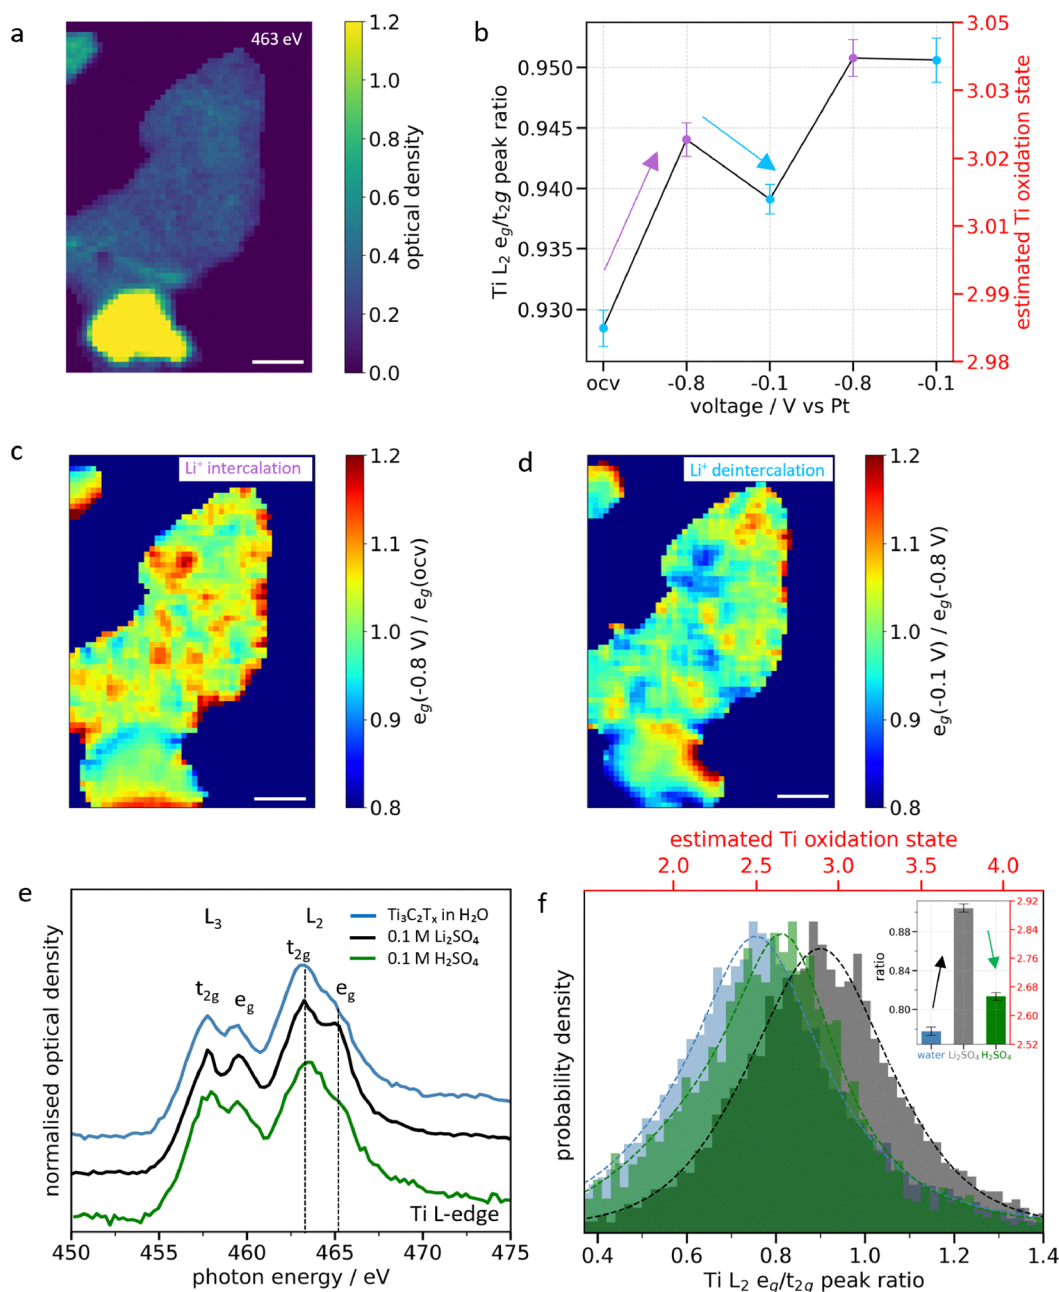 a
463 eV
1.2
1.0
0.8
0.6
0.4
0.2
0.0
optical density
b
Ti L₂ e_g/t₂g peak ratio
0.950
0.945
0.940
0.935
0.930
ocv
-0.8
-0.1
-0.8
-0.1
voltage / V vs Pt
3.05
3.03
3.02
3.01
2.99
2.98
estimated Ti oxidation state
c
Li⁺ intercalation
1.2
1.1
1.0
0.9
0.8
e_g(-0.8 V) / e_g(ocv)
d
Li⁺ deintercalation
1.2
1.1
1.0
0.9
0.8
e_g(-0.1 V) / e_g(-0.8 V)
e
normalised optical density
L₃
L₂
t₂g
e_g
t₂g
e_g
Ti₃C₂Tₓ in H₂O
0.1 M Li₂SO₄
0.1 M H₂SO₄
Ti L-edge
450
455
460
465
470
475
photon energy / eV
estimated Ti oxidation state
2.0
2.5
3.0
3.5
4.0
f
probability density
ratio
0.88
0.84
0.80
2.92
2.84
2.76
2.68
2.60
2.52
water
Li₂SO₄
H₂SO₄
0.4
0.6
0.8
1.0
1.2
1.4
Ti L₂ e_g/t₂g peak ratio